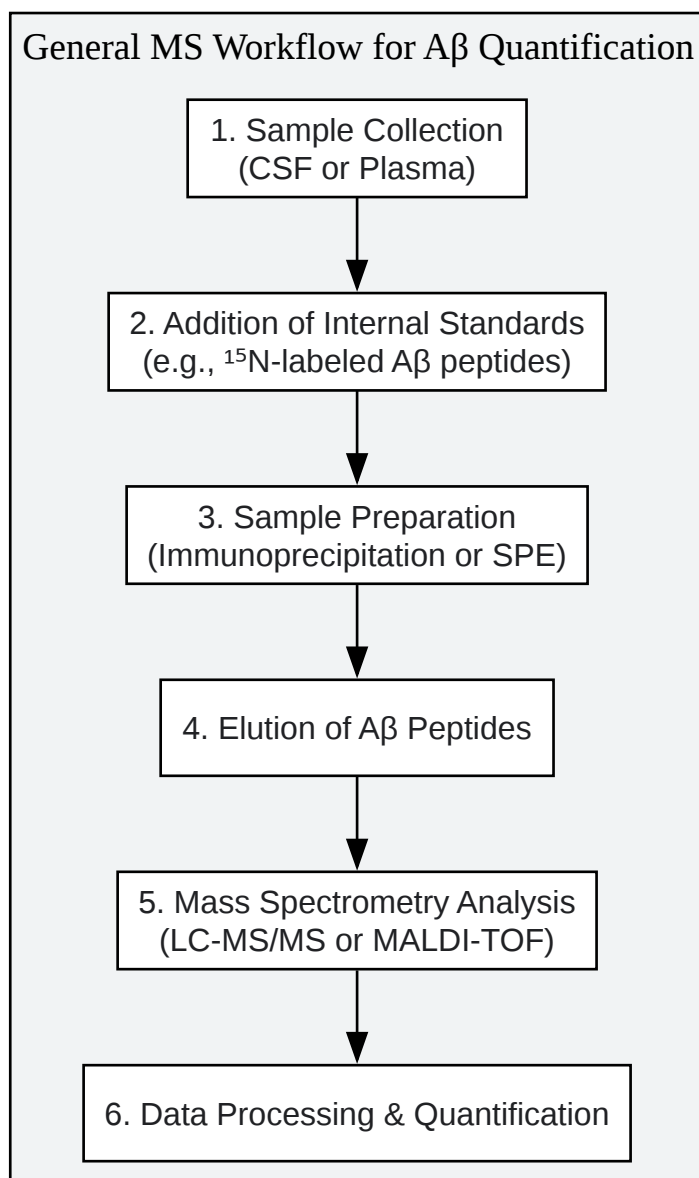 General MS Workflow for Aβ Quantification
1. Sample Collection
(CSF or Plasma)
2. Addition of Internal Standards
(e.g., ¹⁵N-labeled Aβ peptides)
3. Sample Preparation
(Immunoprecipitation or SPE)
4. Elution of Aβ Peptides
5. Mass Spectrometry Analysis
(LC-MS/MS or MALDI-TOF)
6. Data Processing & Quantification